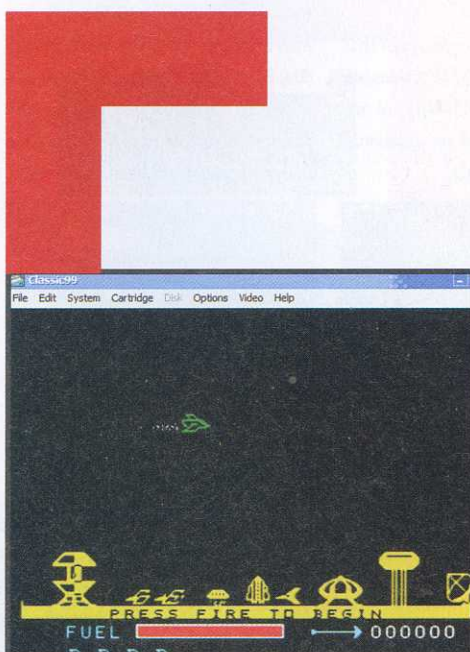 Classic99
File Edit System Cartridge Disk Options Video Help
PRESS FIRE TO BEGIN
FUEL 000000